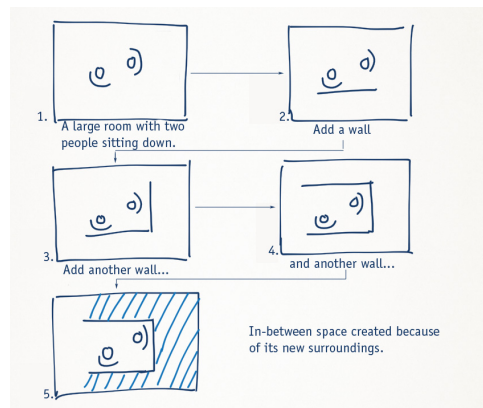 1.
A large room with two
people sitting down.
2.
Add a wall
3.
Add another wall...
4.
and another wall...
5.
In-between space created because
of its new surroundings.